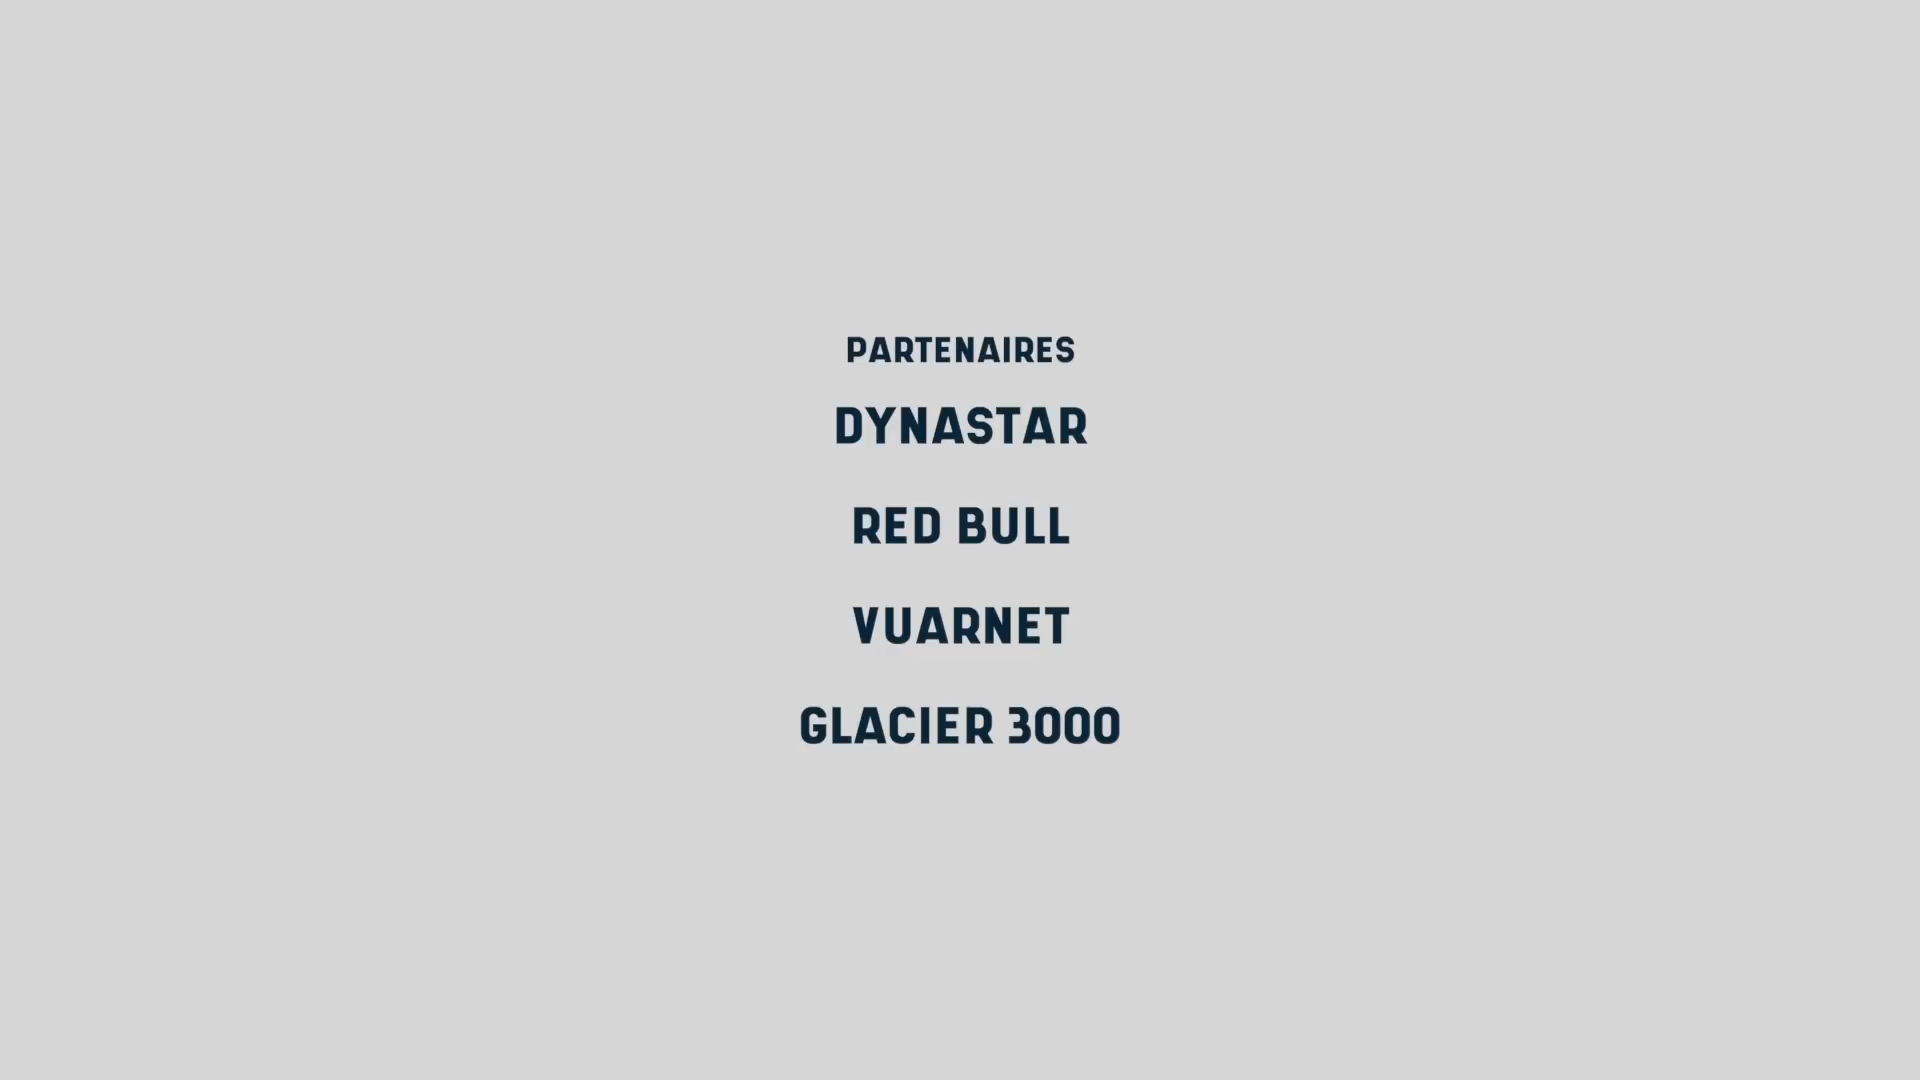 PARTENAIRES
DYNASTAR
RED BULL
VUARNET
GLACIER 3000